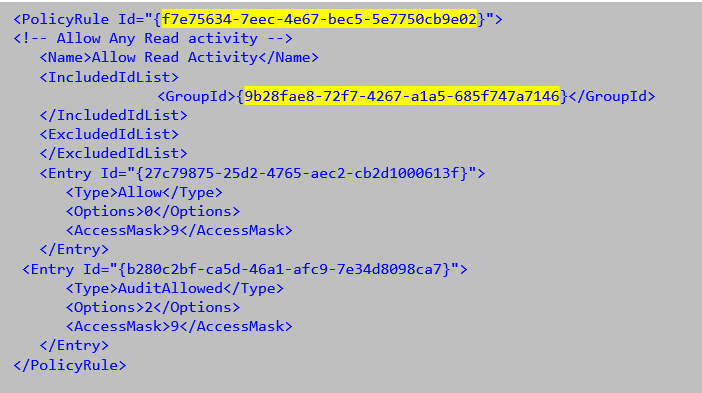 <PolicyRule Id="{f7e75634-7eec-4e67-bec5-5e7750cb9e02}">
<!-- Allow Any Read activity -->
<Name>Allow Read Activity</Name>
<IncludedIdList>
<GroupId>{9b28fae8-72f7-4267-a1a5-685f747a7146}</GroupId>
</IncludedIdList>
<ExcludedIdList>
</ExcludedIdList>
<Entry Id="{27c79875-25d2-4765-aec2-cb2d1000613f}">
<Type>Allow</Type>
<Options>0</Options>
<AccessMask>9</AccessMask>
</Entry>
<Entry Id="{b280c2bf-ca5d-46a1-afc9-7e34d8098ca7}">
<Type>AuditAllowed</Type>
<Options>2</Options>
<AccessMask>9</AccessMask>
</Entry>
</PolicyRule>